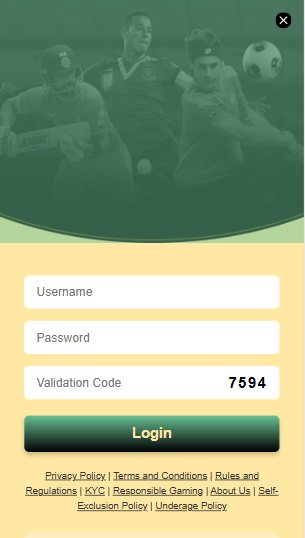 Username
Password
Validation Code 7594
Login
Privacy Policy | Terms and Conditions | Rules and
Regulations | KYC | Responsible Gaming | About Us | Self-
Exclusion Policy | Underage Policy